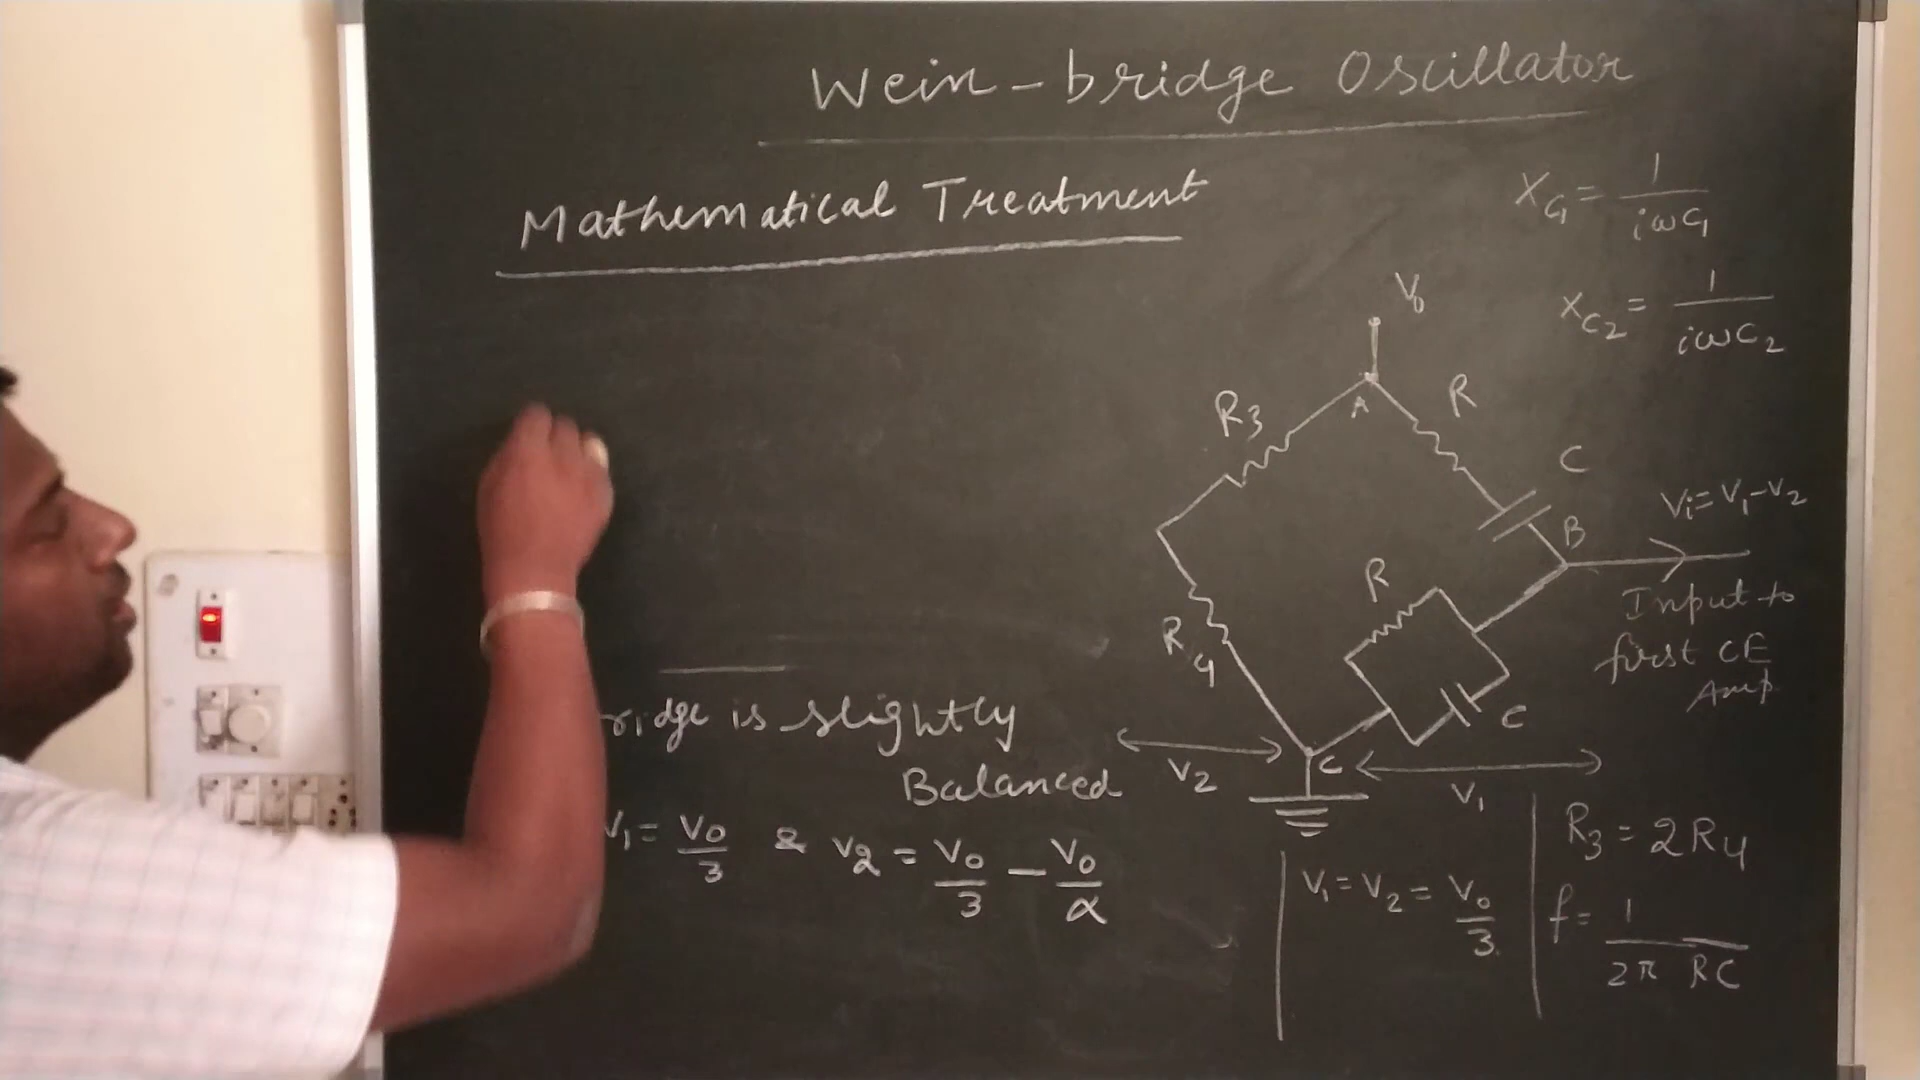 Wein-bridge Oscillator
Mathematical Treatment
X_C1 = 1/iωC1
X_C2 = 1/iωC2
V0
A
R3
R
C
B
Vi = V1 - V2
Input to
first CE
Amp
R
R4
C
C
V2
V1
ridge is slightly
Balanced
V1 = V0/3 & V2 = V0/3 - V0/α
V1 = V2 = V0/3
R3 = 2R4
f = 1/2π RC